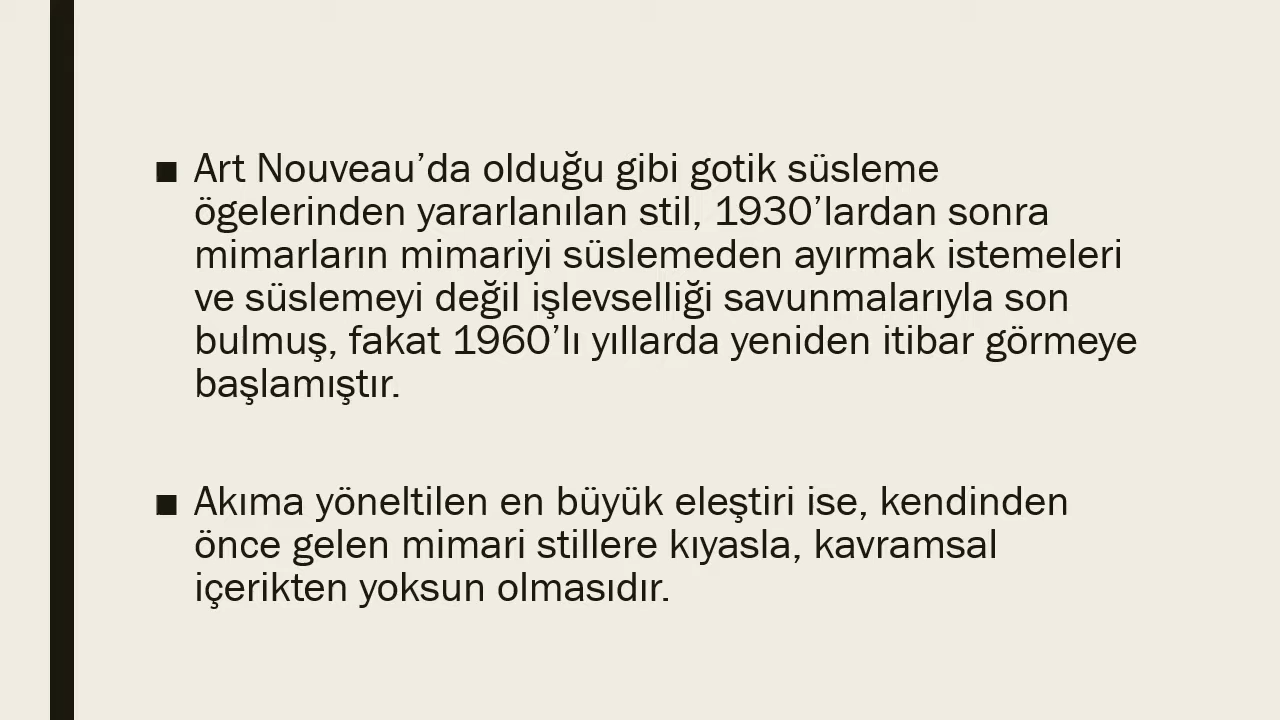 ■ Art Nouveau’da olduğu gibi gotik süsleme
ögelerinden yararlanılan stil, 1930’lardan sonra
mimarların mimariyi süslemeden ayırmak istemeleri
ve süslemeyi değil işlevselliği savunmalarıyla son
bulmuş, fakat 1960’lı yıllarda yeniden itibar görmeye
başlamıştır.
■ Akıma yöneltilen en büyük eleştiri ise, kendinden
önce gelen mimari stillere kıyasla, kavramsal
içerikten yoksun olmasıdır.